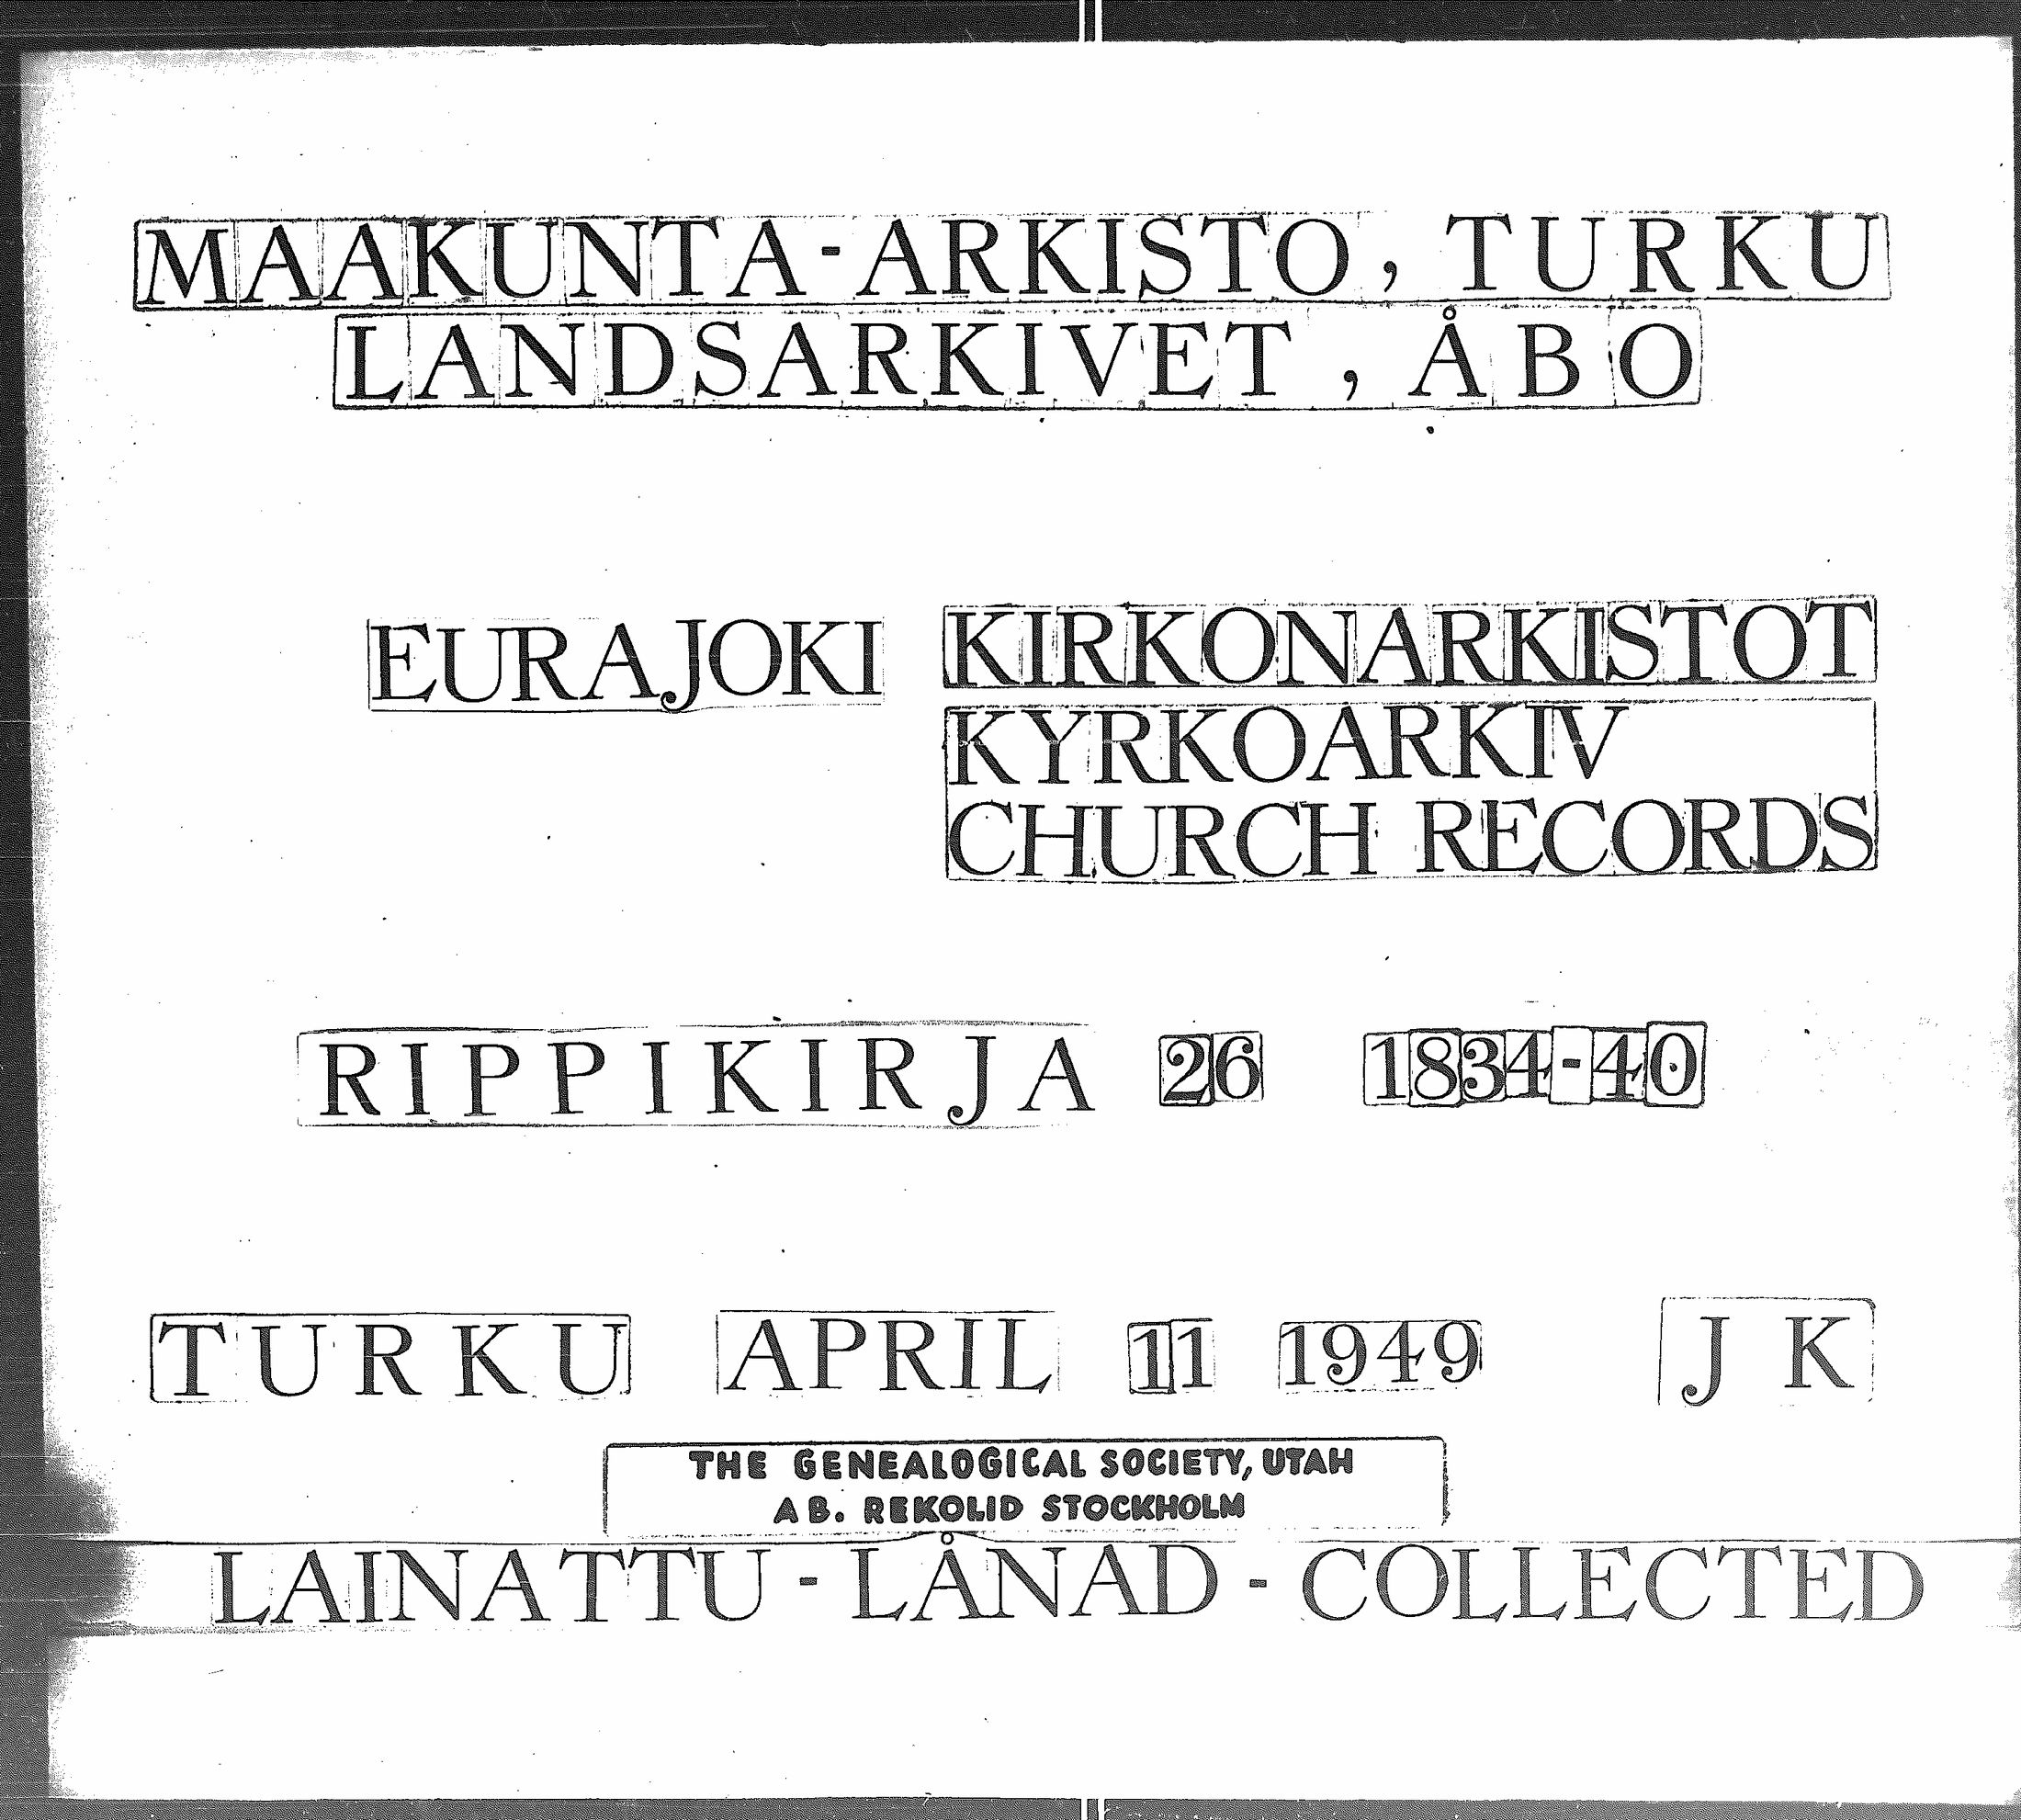 MAAKUNTA-ARKISTO, TURKU
LANDSARKIVET, ÅBO
EURAJOKI KIRKONARKISTOT
KYRKOARKIV
CHURCH RECORDS
RIPPIKIRJA 26 1834-40
TURKU APRIL 11 1949 J K
THE GENEALOGICAL SOCIETY, UTAH
AB. REKOLID STOCKHOLM
LAINATTU - LÅNAD - COLLECTED